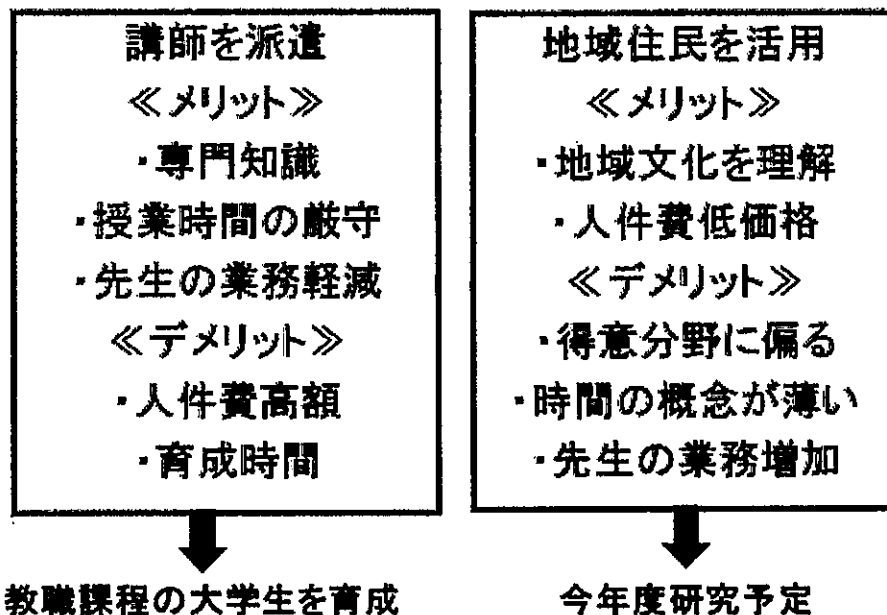 講師を派遣
≪メリット≫
・専門知識
・授業時間の厳守
・先生の業務軽減
≪デメリット≫
・人件費高額
・育成時間
教職課程の大学生を育成
地域住民を活用
≪メリット≫
・地域文化を理解
・人件費低価格
≪デメリット≫
・得意分野に偏る
・時間の概念が薄い
・先生の業務増加
今年度研究予定